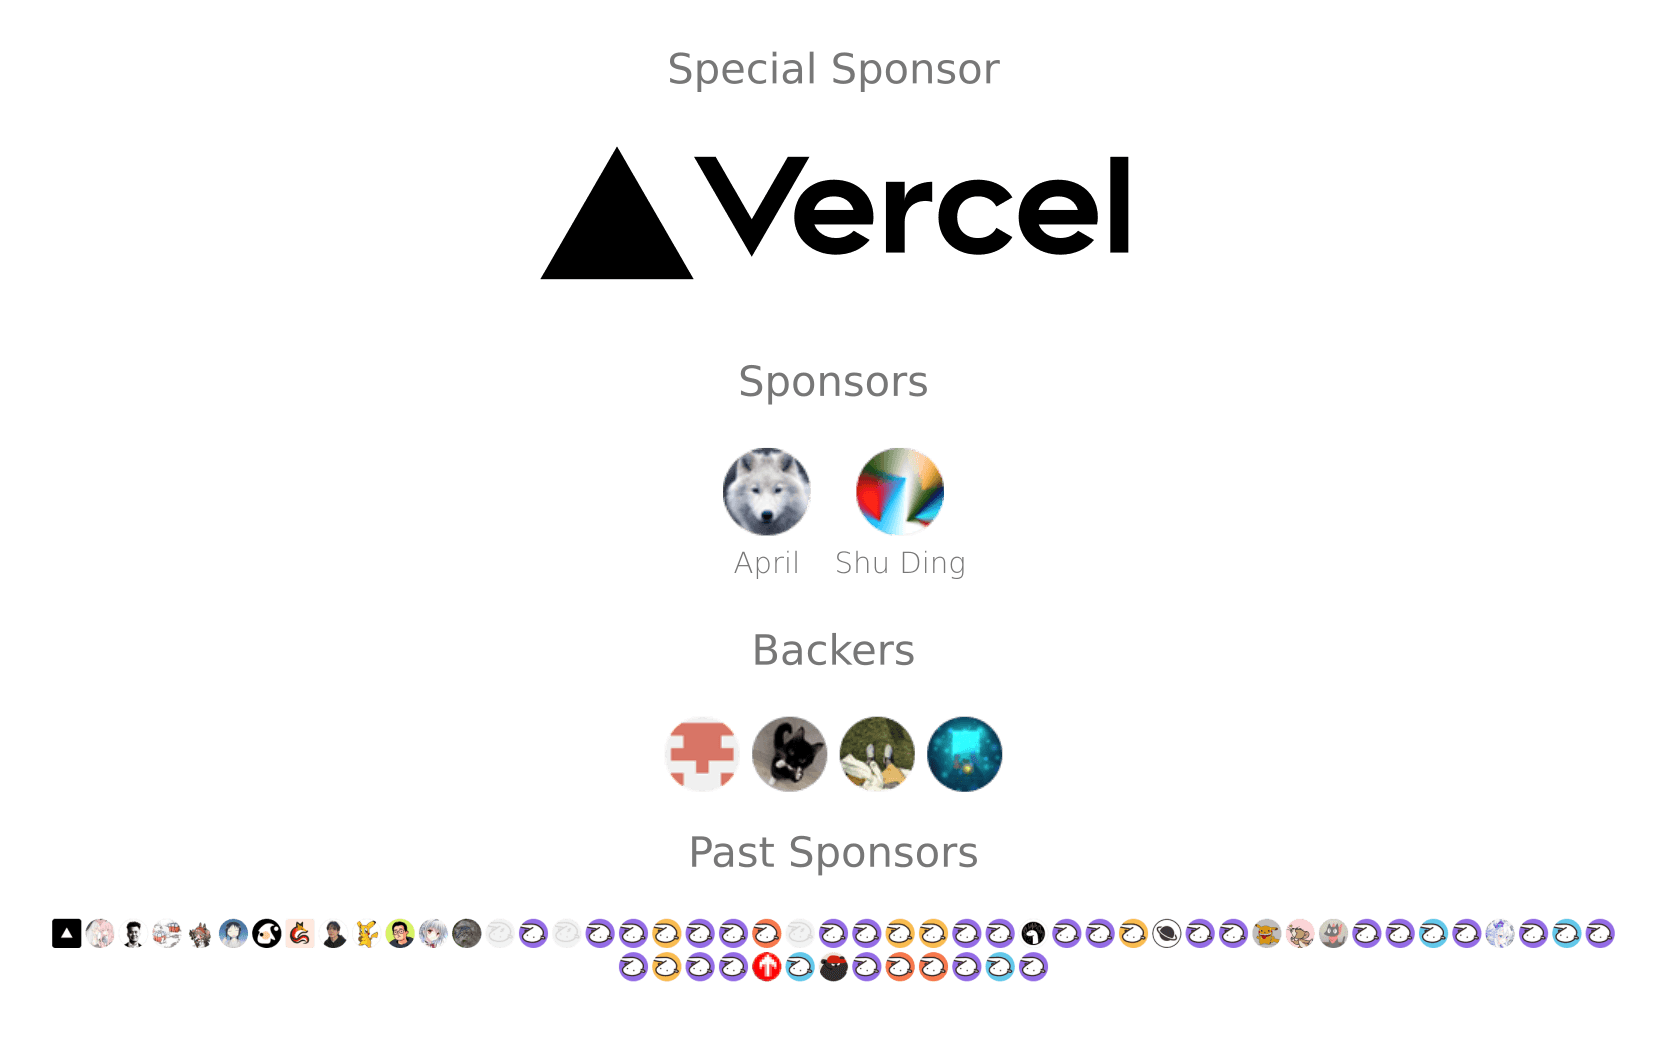 Special Sponsor
Vercel
Sponsors
April
Shu Ding
Backers
Past Sponsors